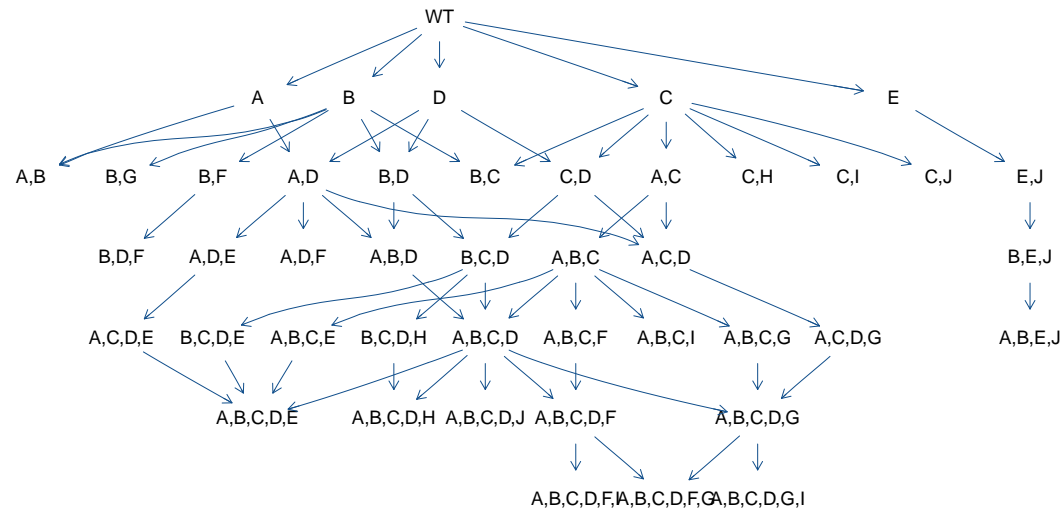 WT
A B D C E
A,B B,G B,F A,D B,D B,C C,D A,C C,H C,I C,J E,J
B,D,F A,D,E A,D,F A,B,D B,C,D A,B,C A,C,D B,E,J
A,C,D,E B,C,D,E A,B,C,E B,C,D,H A,B,C,D A,B,C,F A,B,C,I A,B,C,G A,C,D,G A,B,E,J
A,B,C,D,E A,B,C,D,H A,B,C,D,J A,B,C,D,F A,B,C,D,G
A,B,C,D,F,I A,B,C,D,F,G A,B,C,D,G,I